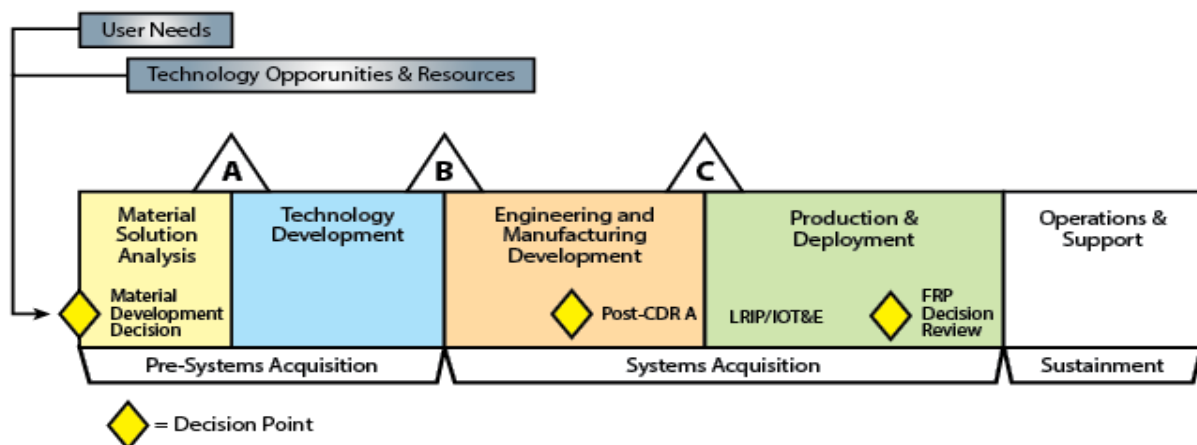 User Needs
Technology Opporunities & Resources
A
B
C
Material
Solution
Analysis
Technology
Development
Engineering and
Manufacturing
Development
Production &
Deployment
Operations &
Support
Material
Development
Decision
Post-CDR A
LRIP/IOT&E
FRP
Decision
Review
Pre-Systems Acquisition
Systems Acquisition
Sustainment
= Decision Point